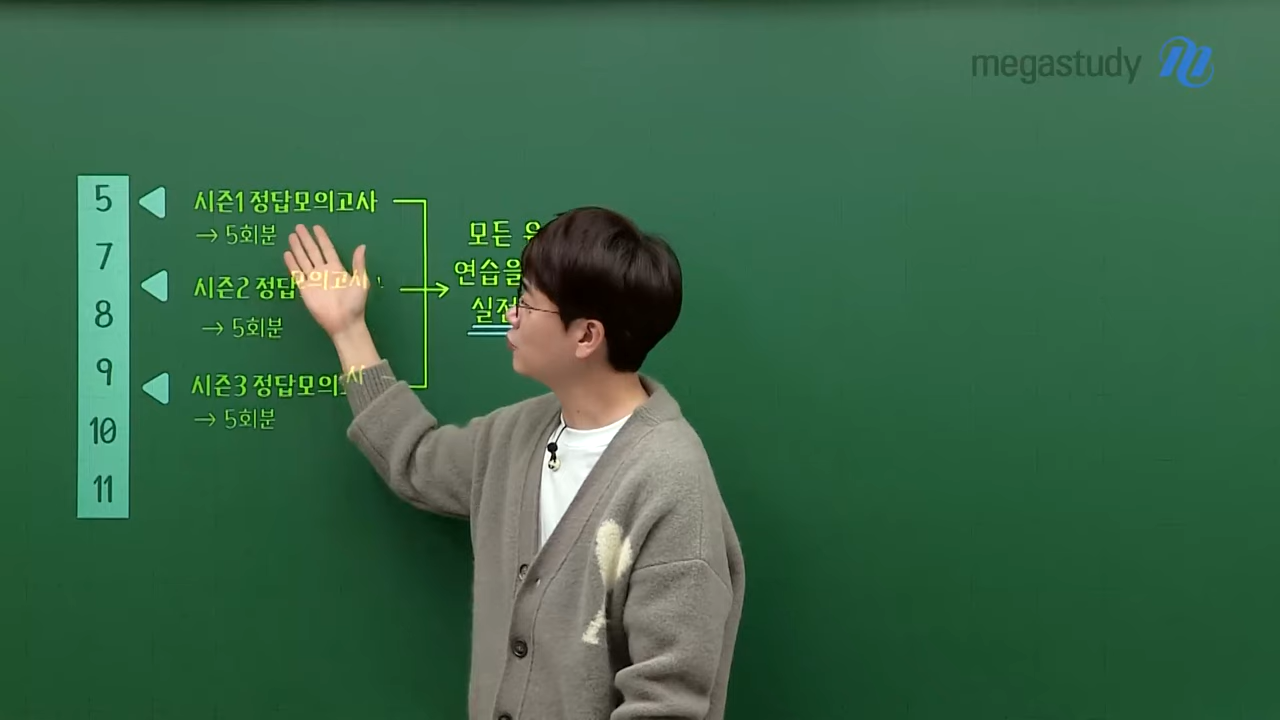 megastudy
5
7
8
9
10
11
시즌1 정답모의고사
→ 5회분
시즌2 정답모의고사
→ 5회분
시즌3 정답모의고사
→ 5회분
모든
연습을
실전